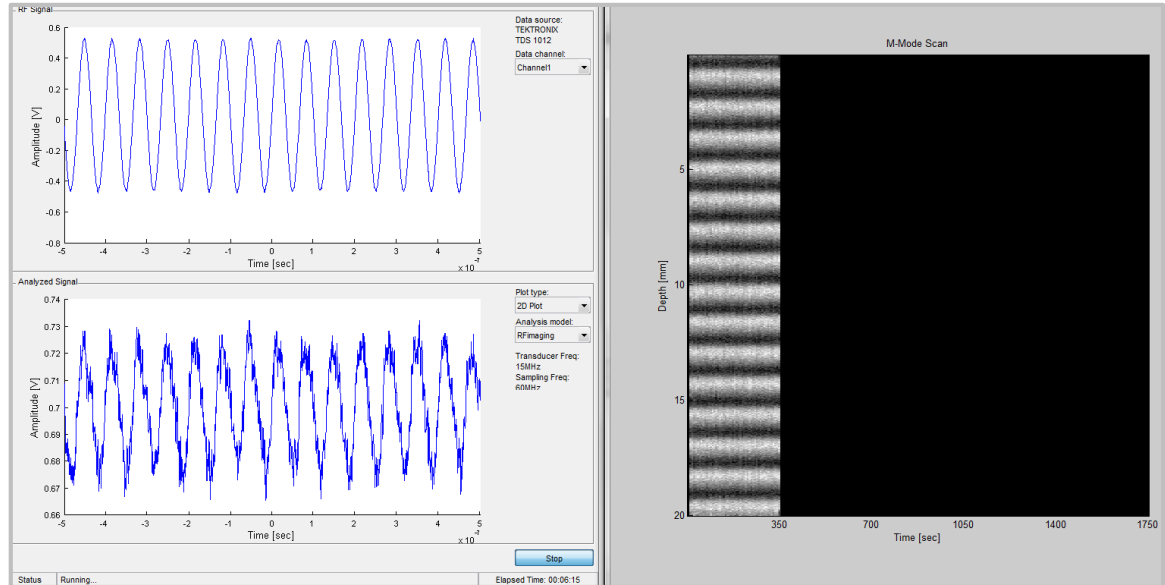 RF Signal
0.6
0.4
0.2
0
-0.2
-0.4
-0.6
-0.8
Amplitude [V]
-5 -4 -3 -2 -1 0 1 2 3 4 5
Time [sec]
Data source:
TEKTRONIX
TDS 1012
Data channel:
Channel1
Analyzed Signal
0.74
0.73
0.72
0.71
0.7
0.69
0.68
0.67
0.66
Amplitude [V]
-5 -4 -3 -2 -1 0 1 2 3 4 5
Time [sec]
Plot type:
2D Plot
Analysis model:
RFimaging
Transducer Freq:
15MHz
Sampling Freq:
60MHz
Stop
Status Running... Elapsed Time: 00:06:15
M-Mode Scan
5
10
15
20
Depth [mm]
350 700 1050 1400 1750
Time [sec]